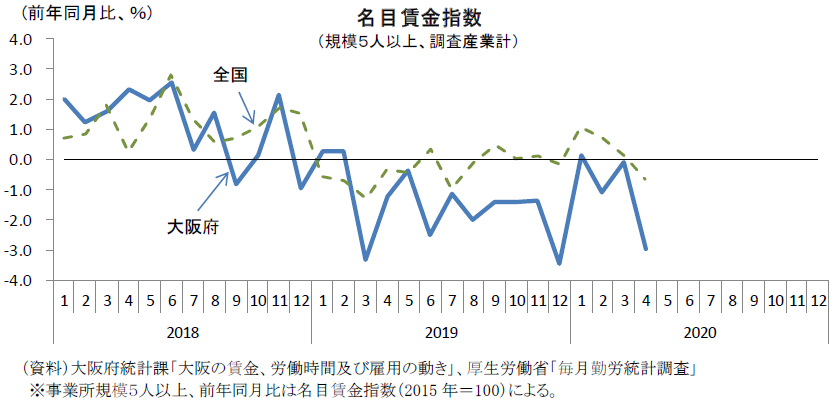 (前年同月比、%)
名目賃金指数
(規模5人以上、調査産業計)
4.0
3.0
2.0
1.0
0.0
-1.0
-2.0
-3.0
-4.0
全国
大阪府
1 2 3 4 5 6 7 8 9 10 11 12 1 2 3 4 5 6 7 8 9 10 11 12 1 2 3 4 5 6 7 8 9 10 11 12
2018 2019 2020
(資料)大阪府統計課「大阪の賃金、労働時間及び雇用の動き」、厚生労働省「毎月勤労統計調査」
※事業所規模5人以上、前年同月比は名目賃金指数(2015年=100)による。